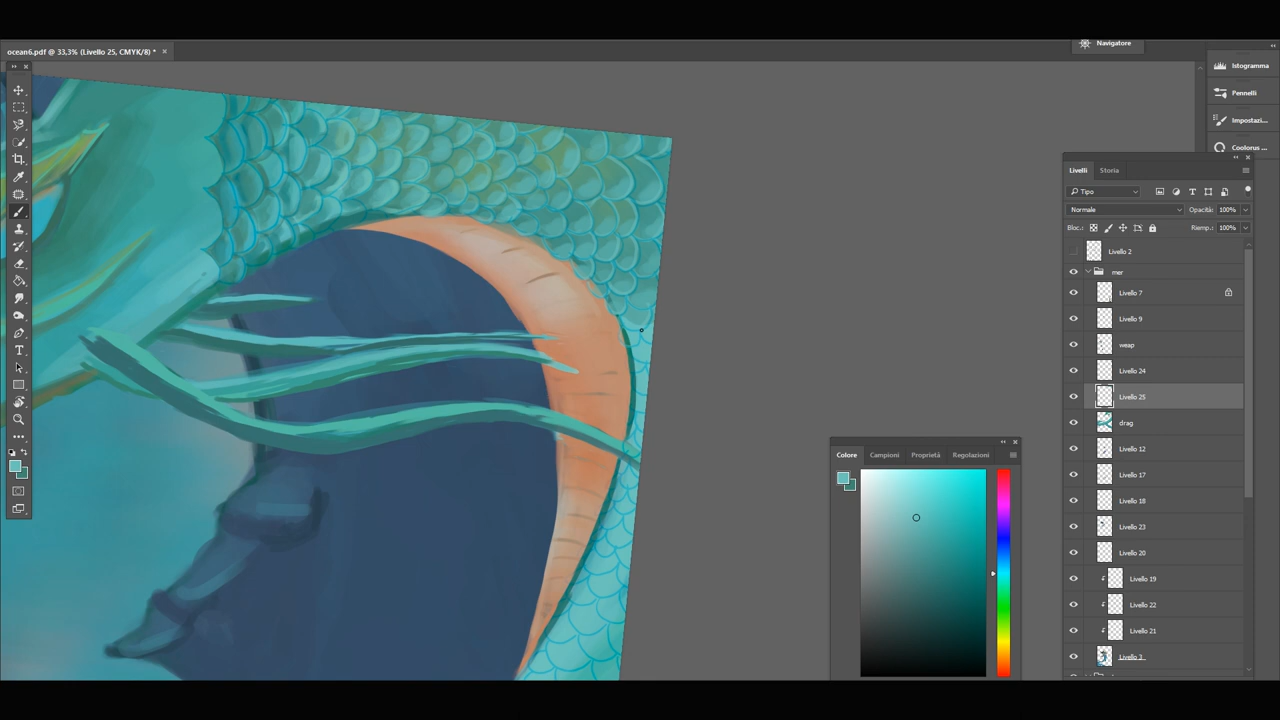 ocean6.pdf @ 33,3% (Livello 25, CMYK/8) *
Navigatore
Istogramma
Pennelli
Impostazi...
Coolorus ...
Livelli
Storia
Tipo
Normale
Opacità: 100%
Bloc.:
Riemp.: 100%
Livello 2
mer
Livello 7
Livello 9
weap
Livello 24
Livello 25
drag
Livello 12
Livello 17
Livello 18
Livello 23
Livello 20
Livello 19
Livello 22
Livello 21
Livello 3
Colore
Campioni
Proprietà
Regolazioni